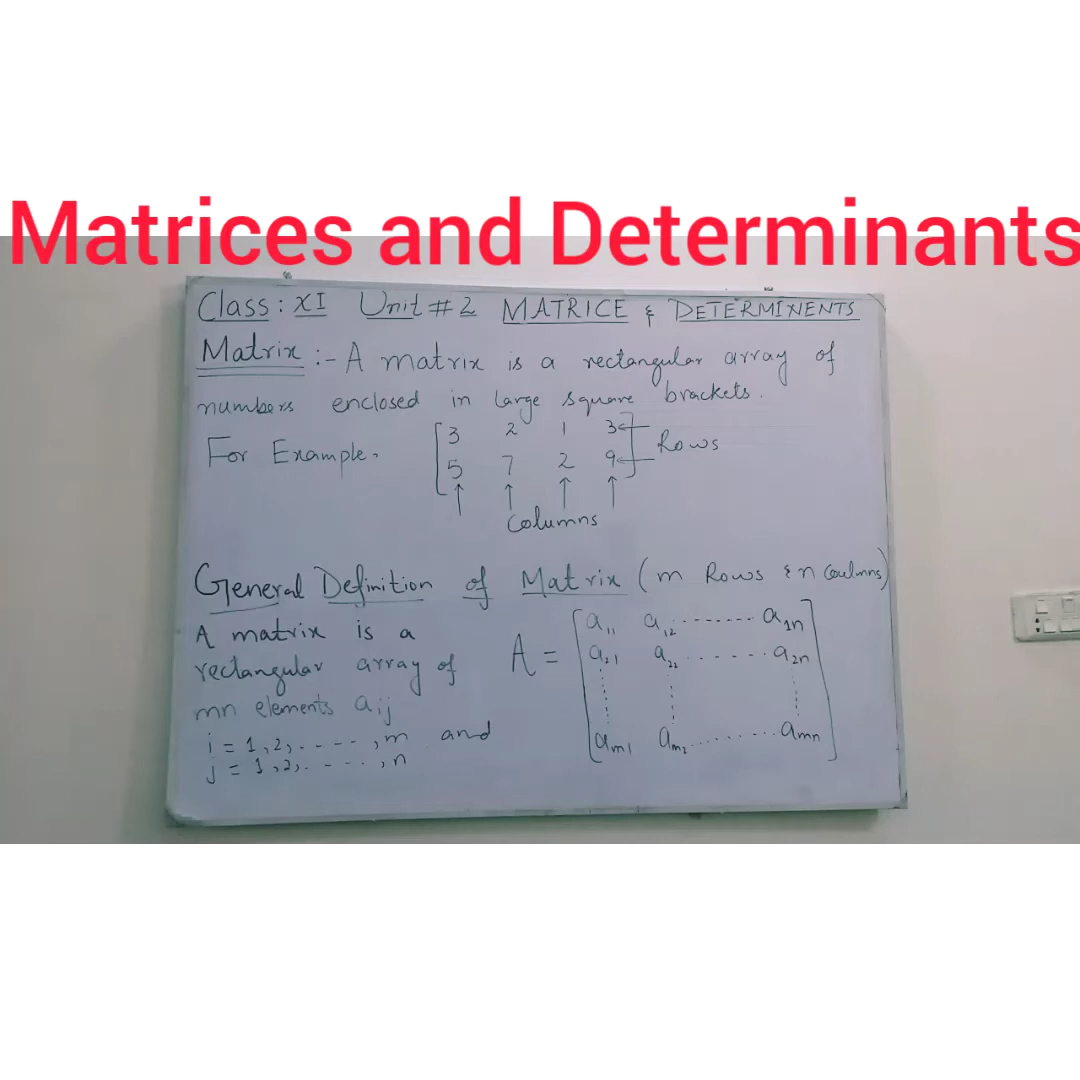 Matrices and Determinants
Class: XI Unit # 2 MATRICE & DETERMINENTS
Matrix :- A matrix is a rectangular array of
numbers enclosed in large square brackets.
For Example.
3 2 1 3
5 7 2 9
Rows
Columns
General Definition of Matrix (m Rows & n Coulmns)
A matrix is a
rectangular array of
mn elements aij
i = 1,2, . - - - , m and
j = 1,2, . - - . . , n
A =
a11 a12 ....... a1n
a21 a22 ...... a2n
am1 am2 ......... amn